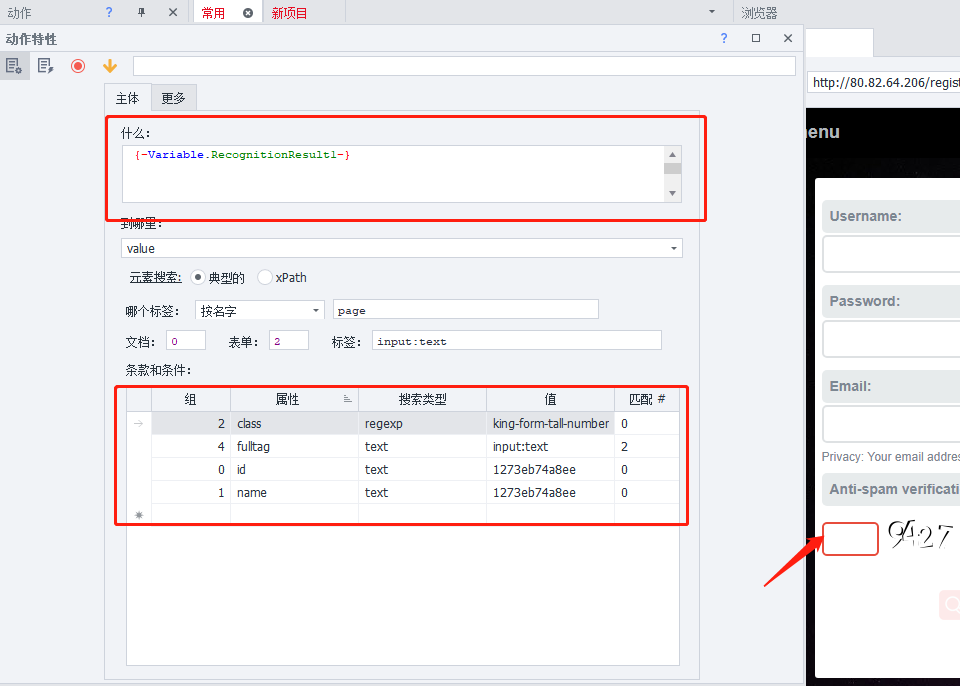 动作
常用
新项目
浏览器
动作特性
http://80.82.64.206/regist
主体
更多
什么：
{-Variable.RecognitionResult1-}
到哪里：
value
元素搜索:
典型的
xPath
哪个标签：
按名字
page
文档：
0
表单：
2
标签：
input:text
条款和条件：
组 属性 搜索类型 值 匹配 #
2 class regexp king-form-tall-number 0
4 fulltag text input:text 2
0 id text 1273eb74a8ee 0
1 name text 1273eb74a8ee 0
enu
Username:
Password:
Email:
Privacy: Your email addres
Anti-spam verificati
9427